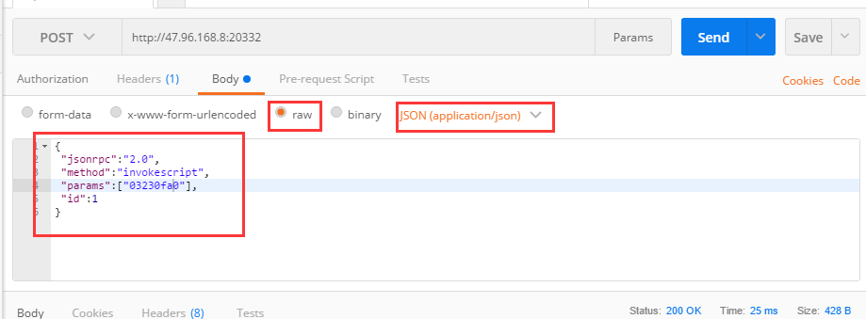 POST http://47.96.168.8:20332 Params Send Save
Authorization Headers (1) Body Pre-request Script Tests Cookies Code
form-data x-www-form-urlencoded raw binary JSON (application/json)
1 {
2 "jsonrpc":"2.0",
3 "method":"invokescript",
4 "params":["03230fa0"],
5 "id":1
6 }
Body Cookies Headers (8) Tests Status: 200 OK Time: 25 ms Size: 428 B